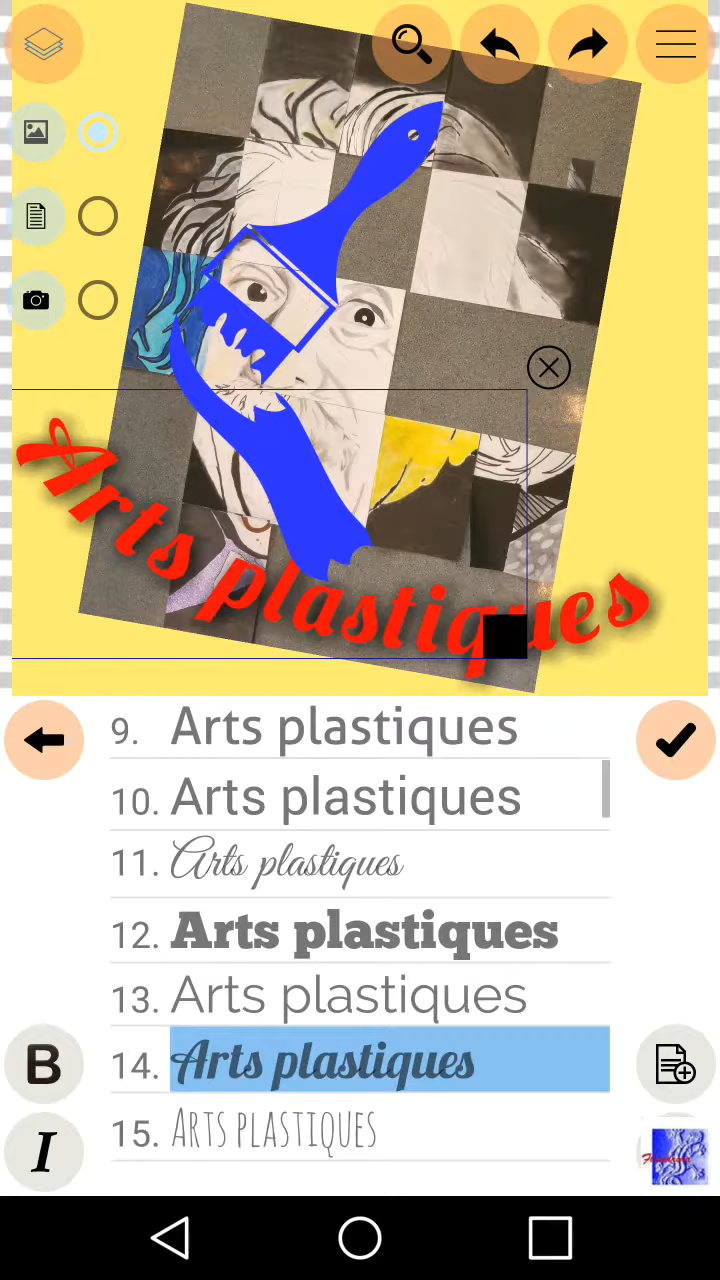 Arts plastiques
9. Arts plastiques
10. Arts plastiques
11. Arts plastiques
12. Arts plastiques
13. Arts plastiques
14. Arts plastiques
B
15. ARTS PLASTIQUES
I